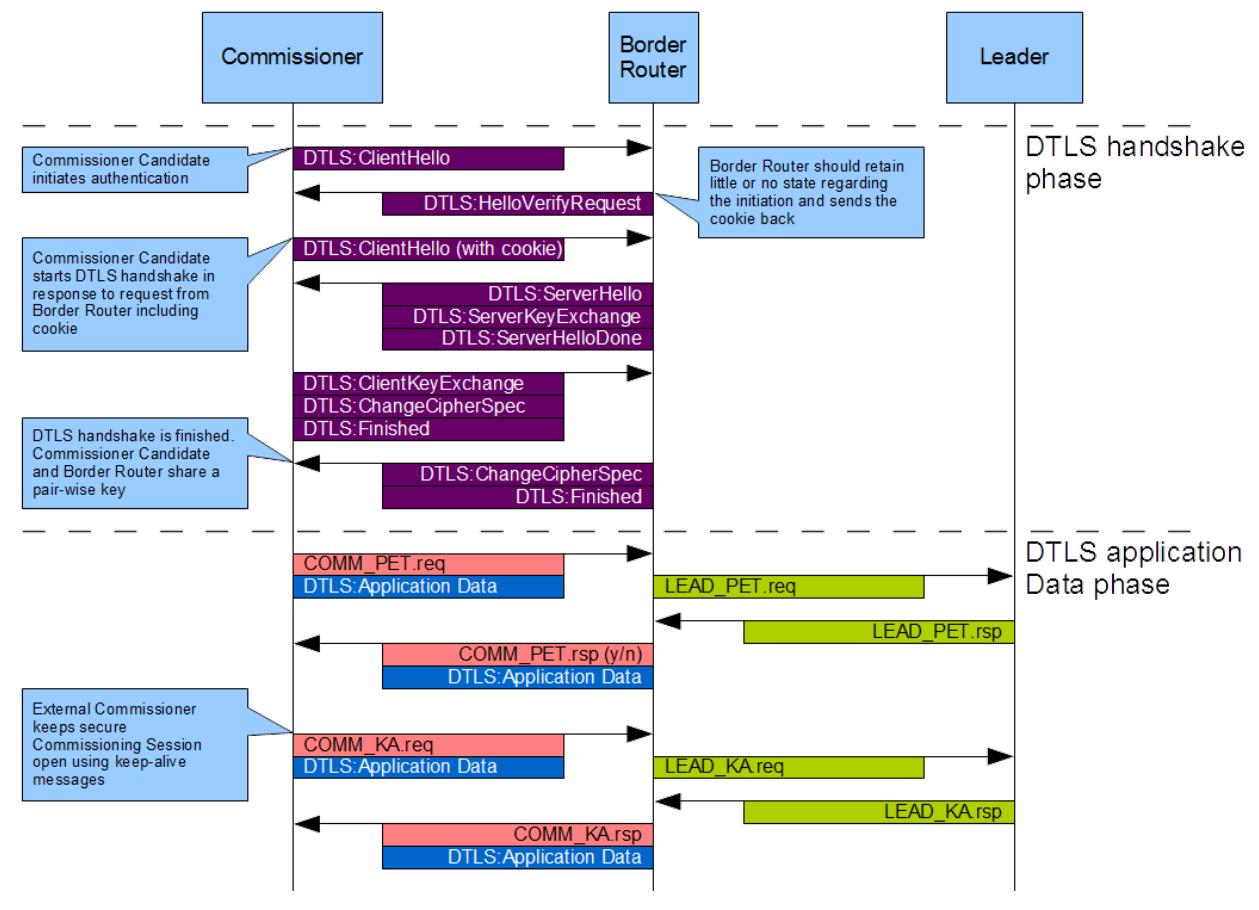 Commissioner
Border
Router
Leader
DTLS handshake
phase
Commissioner Candidate
initiates authentication
DTLS:ClientHello
Border Router should retain
little or no state regarding
the initiation and sends the
cookie back
DTLS:HelloVerifyRequest
Commissioner Candidate
starts DTLS handshake in
response to request from
Border Router including
cookie
DTLS:ClientHello (with cookie)
DTLS:ServerHello
DTLS:ServerKeyExchange
DTLS:ServerHelloDone
DTLS:ClientKeyExchange
DTLS:ChangeCipherSpec
DTLS:Finished
DTLS handshake is finished.
Commissioner Candidate
and Border Router share a
pair-wise key
DTLS:ChangeCipherSpec
DTLS:Finished
DTLS application
Data phase
COMM_PET.req
DTLS:Application Data
LEAD_PET.req
LEAD_PET.rsp
COMM_PET.rsp (y/n)
DTLS:Application Data
External Commissioner
keeps secure
Commissioning Session
open using keep-alive
messages
COMM_KA.req
DTLS:Application Data
LEAD_KA.req
LEAD_KA.rsp
COMM_KA.rsp
DTLS:Application Data